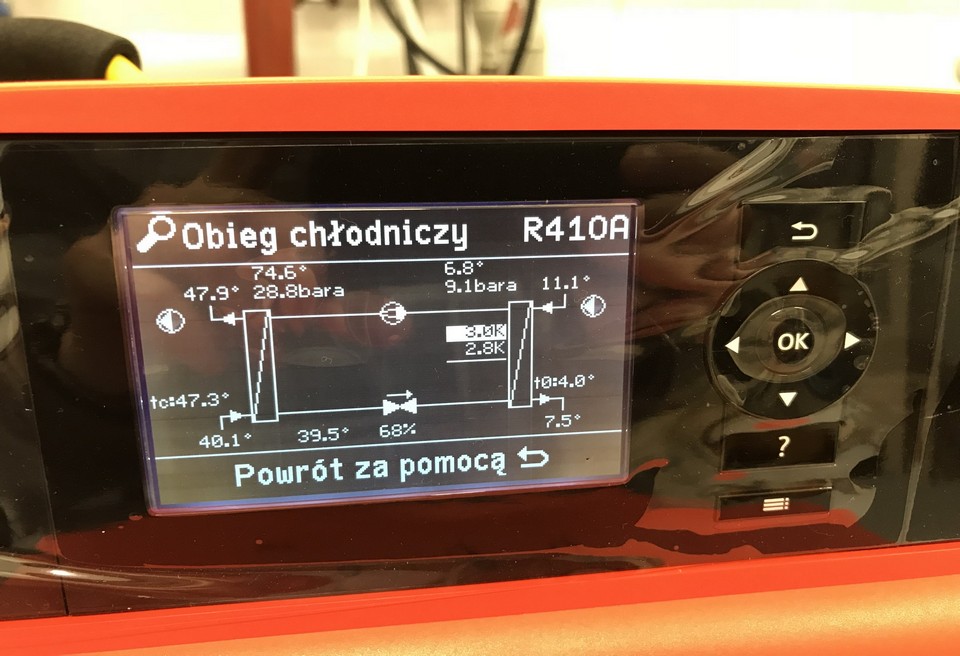 Obieg chłodniczy R410A
74.6° 6.8°
47.9° 28.8bara 9.1bara 11.1°
3.0K
2.8K
tc:47.3° t0:4.0°
40.1° 39.5° 68% 7.5°
Powrót za pomocą
OK
?